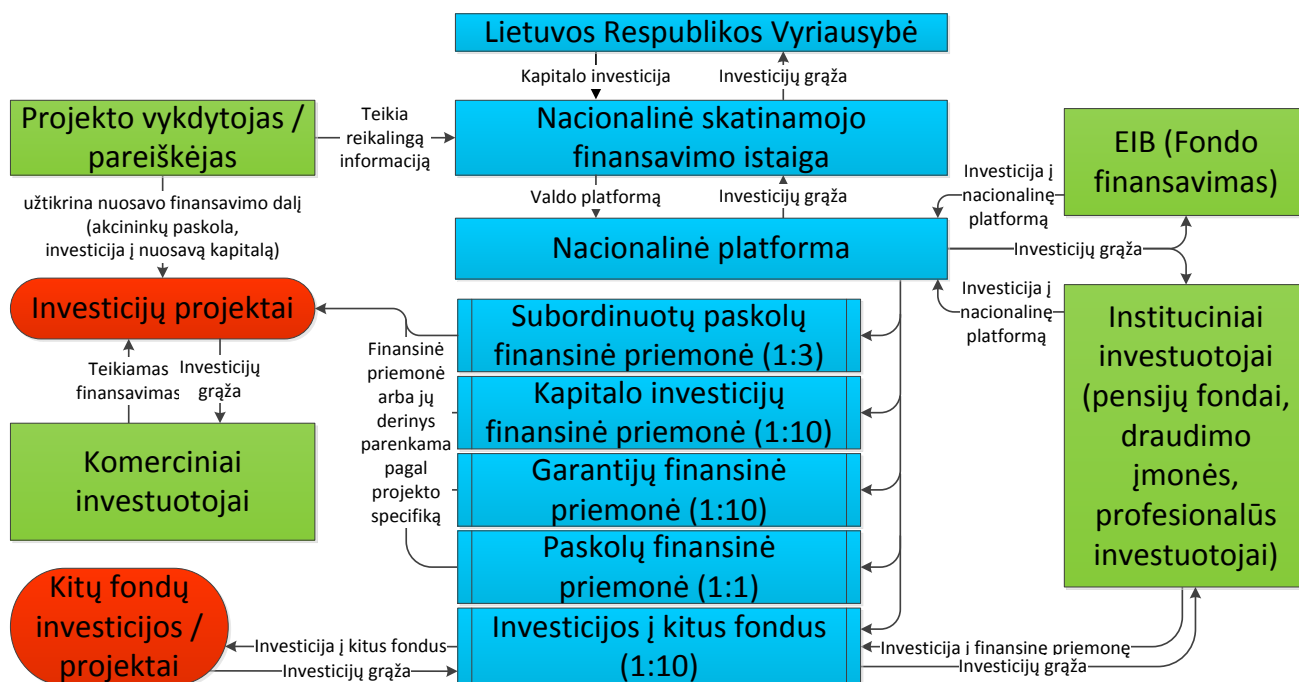 Lietuvos Respublikos Vyriausybė
Kapitalo investicija
Investicijų grąža
Projekto vykdytojas /
pareiškėjas
Teikia
reikalingą
informaciją
Nacionalinė skatinamojo
finansavimo istaiga
EIB (Fondo
finansavimas)
Investicija į
nacionalinę
platformą
užtikrina nuosavo finansavimo dalį
(akcininkų paskola,
investicija į nuosavą kapitalą)
Valdo platformą
Investicijų grąža
Nacionalinė platforma
Investicijų grąža
Investicija į
nacionalinę
platformą
Investicijų projektai
Teikiamas
finansavimas
Investicijų
grąža
Komerciniai
investuotojai
Finansinė
priemonė
arba jų
derinys
parenkama
pagal
projekto
specifiką
Subordinuotų paskolų
finansinė priemonė (1:3)
Kapitalo investicijų
finansinė priemonė (1:10)
Garantijų finansinė
priemonė (1:10)
Paskolų finansinė
priemonė (1:1)
Investicijos į kitus fondus
(1:10)
Instituciniai
investuotojai
(pensijų fondai,
draudimo
įmonės,
profesionalūs
investuotojai)
Kitų fondų
investicijos /
projektai
Investicija į kitus fondus
Investicijų grąža
Investicija į finansinę priemonę
Investicijų grąža